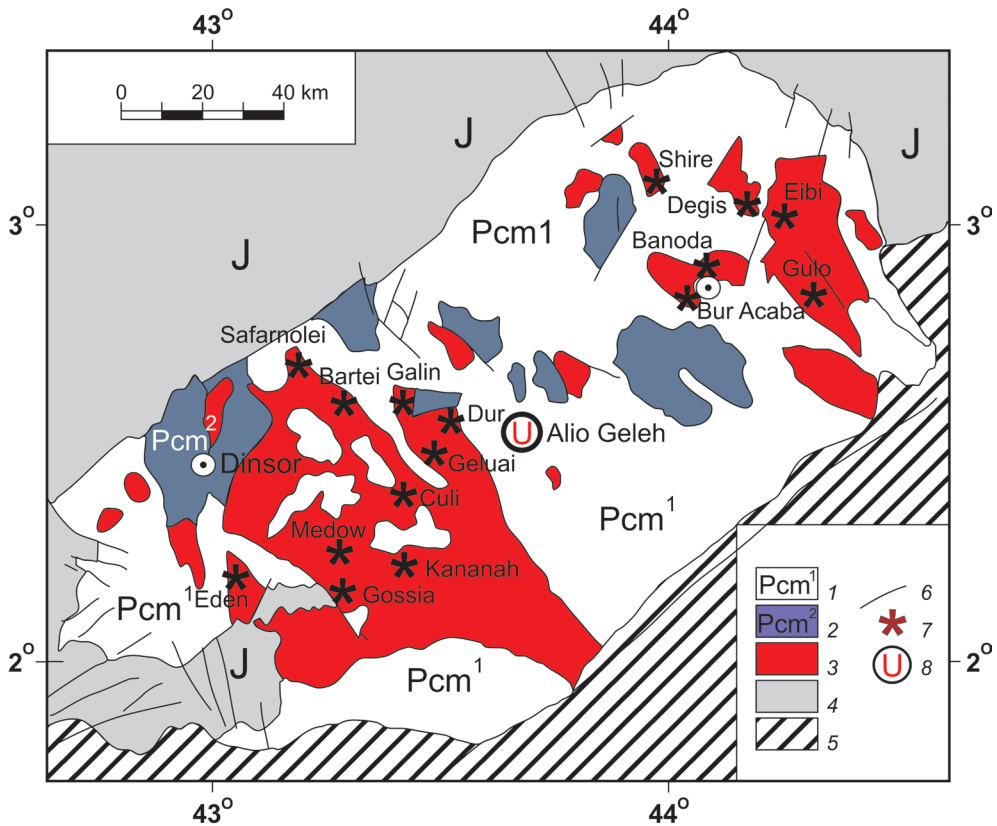 43° 44°
0 20 40 km
J
J
Shire
Degis
Eibi
3° 3°
Pcm1
Banoda
J
Gulo
Bur Acaba
Safarnolei
Bartei Galin
Dur
Pcm²
U Alio Geleh
Dinsor
Geluai
Culi
Pcm¹
Medow
Kananah
Pcm¹
Eden
Gossia
Pcm¹ 1
6
Pcm² 2
7
3
U 8
4
5
2° 2°
J
Pcm¹
43° 44°